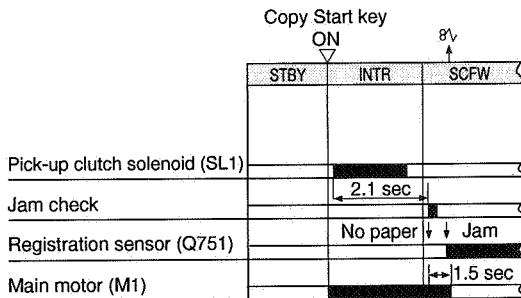 Copy Start key
ON
STBY INTR SCFW
Pick-up clutch solenoid (SL1)
2.1 sec
Jam check
No paper Jam
Registration sensor (Q751)
1.5 sec
Main motor (M1)